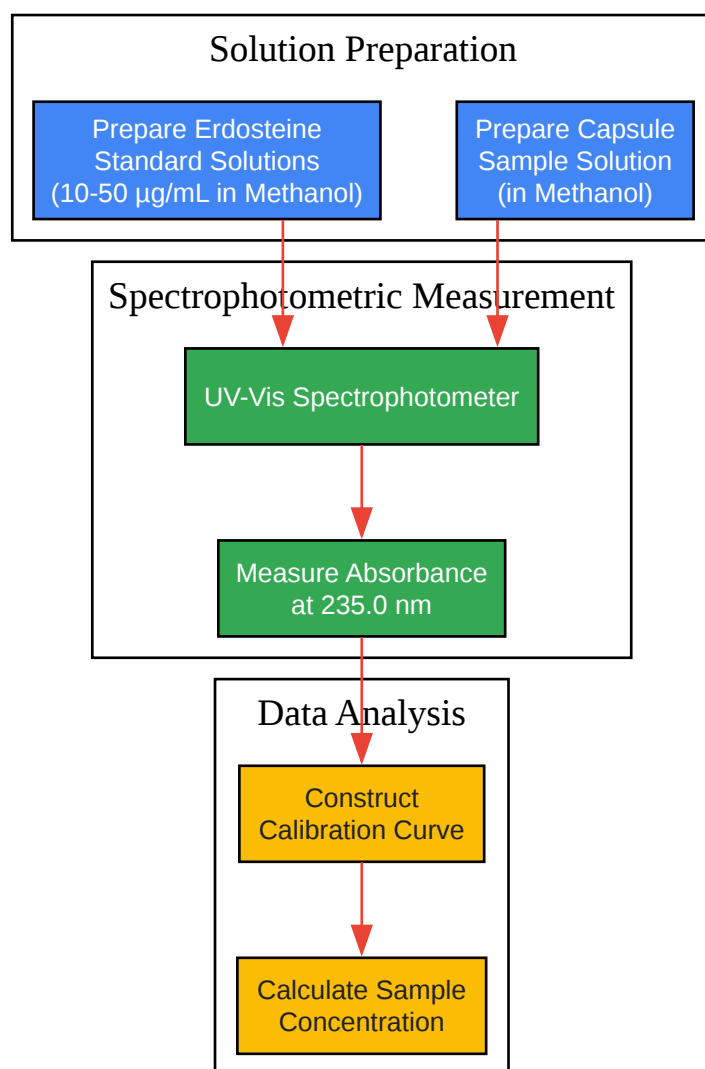 Solution Preparation
Prepare Erdosteine
Standard Solutions
(10-50 µg/mL in Methanol)
Prepare Capsule
Sample Solution
(in Methanol)
Spectrophotometric Measurement
UV-Vis Spectrophotometer
Measure Absorbance
at 235.0 nm
Data Analysis
Construct
Calibration Curve
Calculate Sample
Concentration